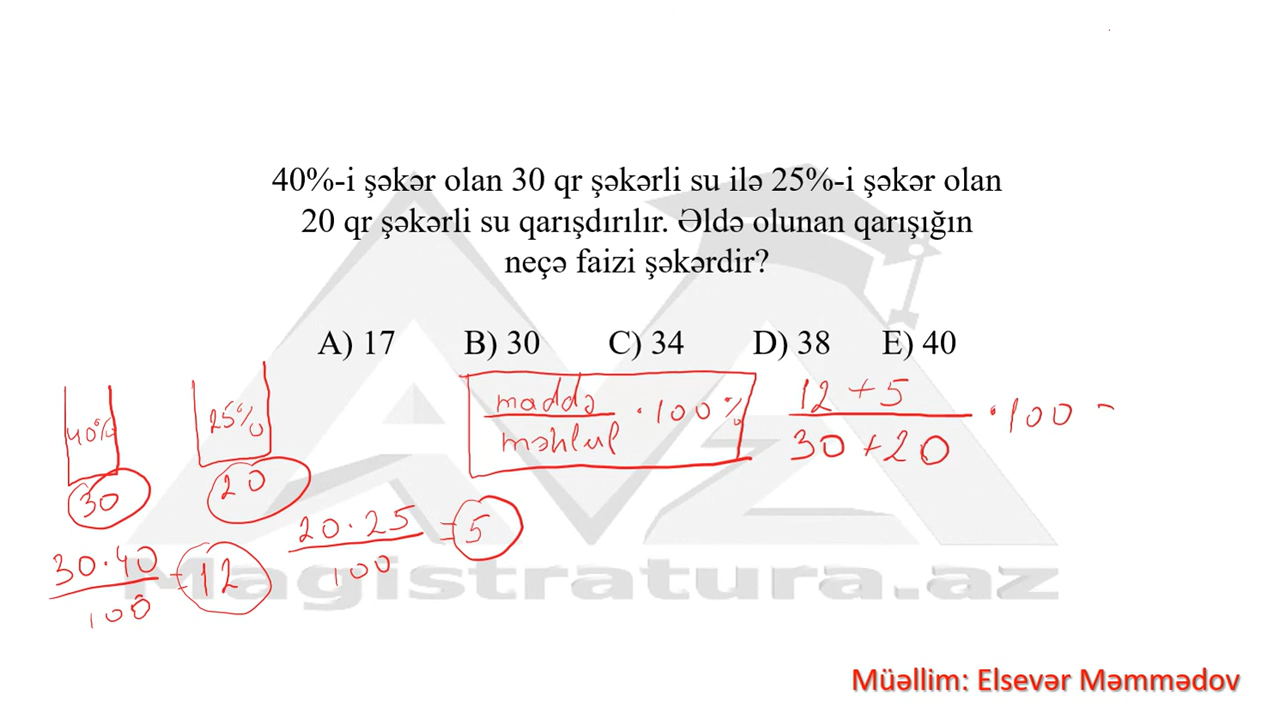 40%-i şəkər olan 30 qr şəkərli su ilə 25%-i şəkər olan
20 qr şəkərli su qarışdırılır. Əldə olunan qarışığın
neçə faizi şəkərdir?
A) 17 B) 30 C) 34 D) 38 E) 40
40% 25% maddə / məhlul · 100% 12 + 5 / 30 + 20 · 100 =
30 20
30 · 40 / 100 = 12 20 · 25 / 100 = 5
Magistratura.az
Müəllim: Elsevər Məmmədov